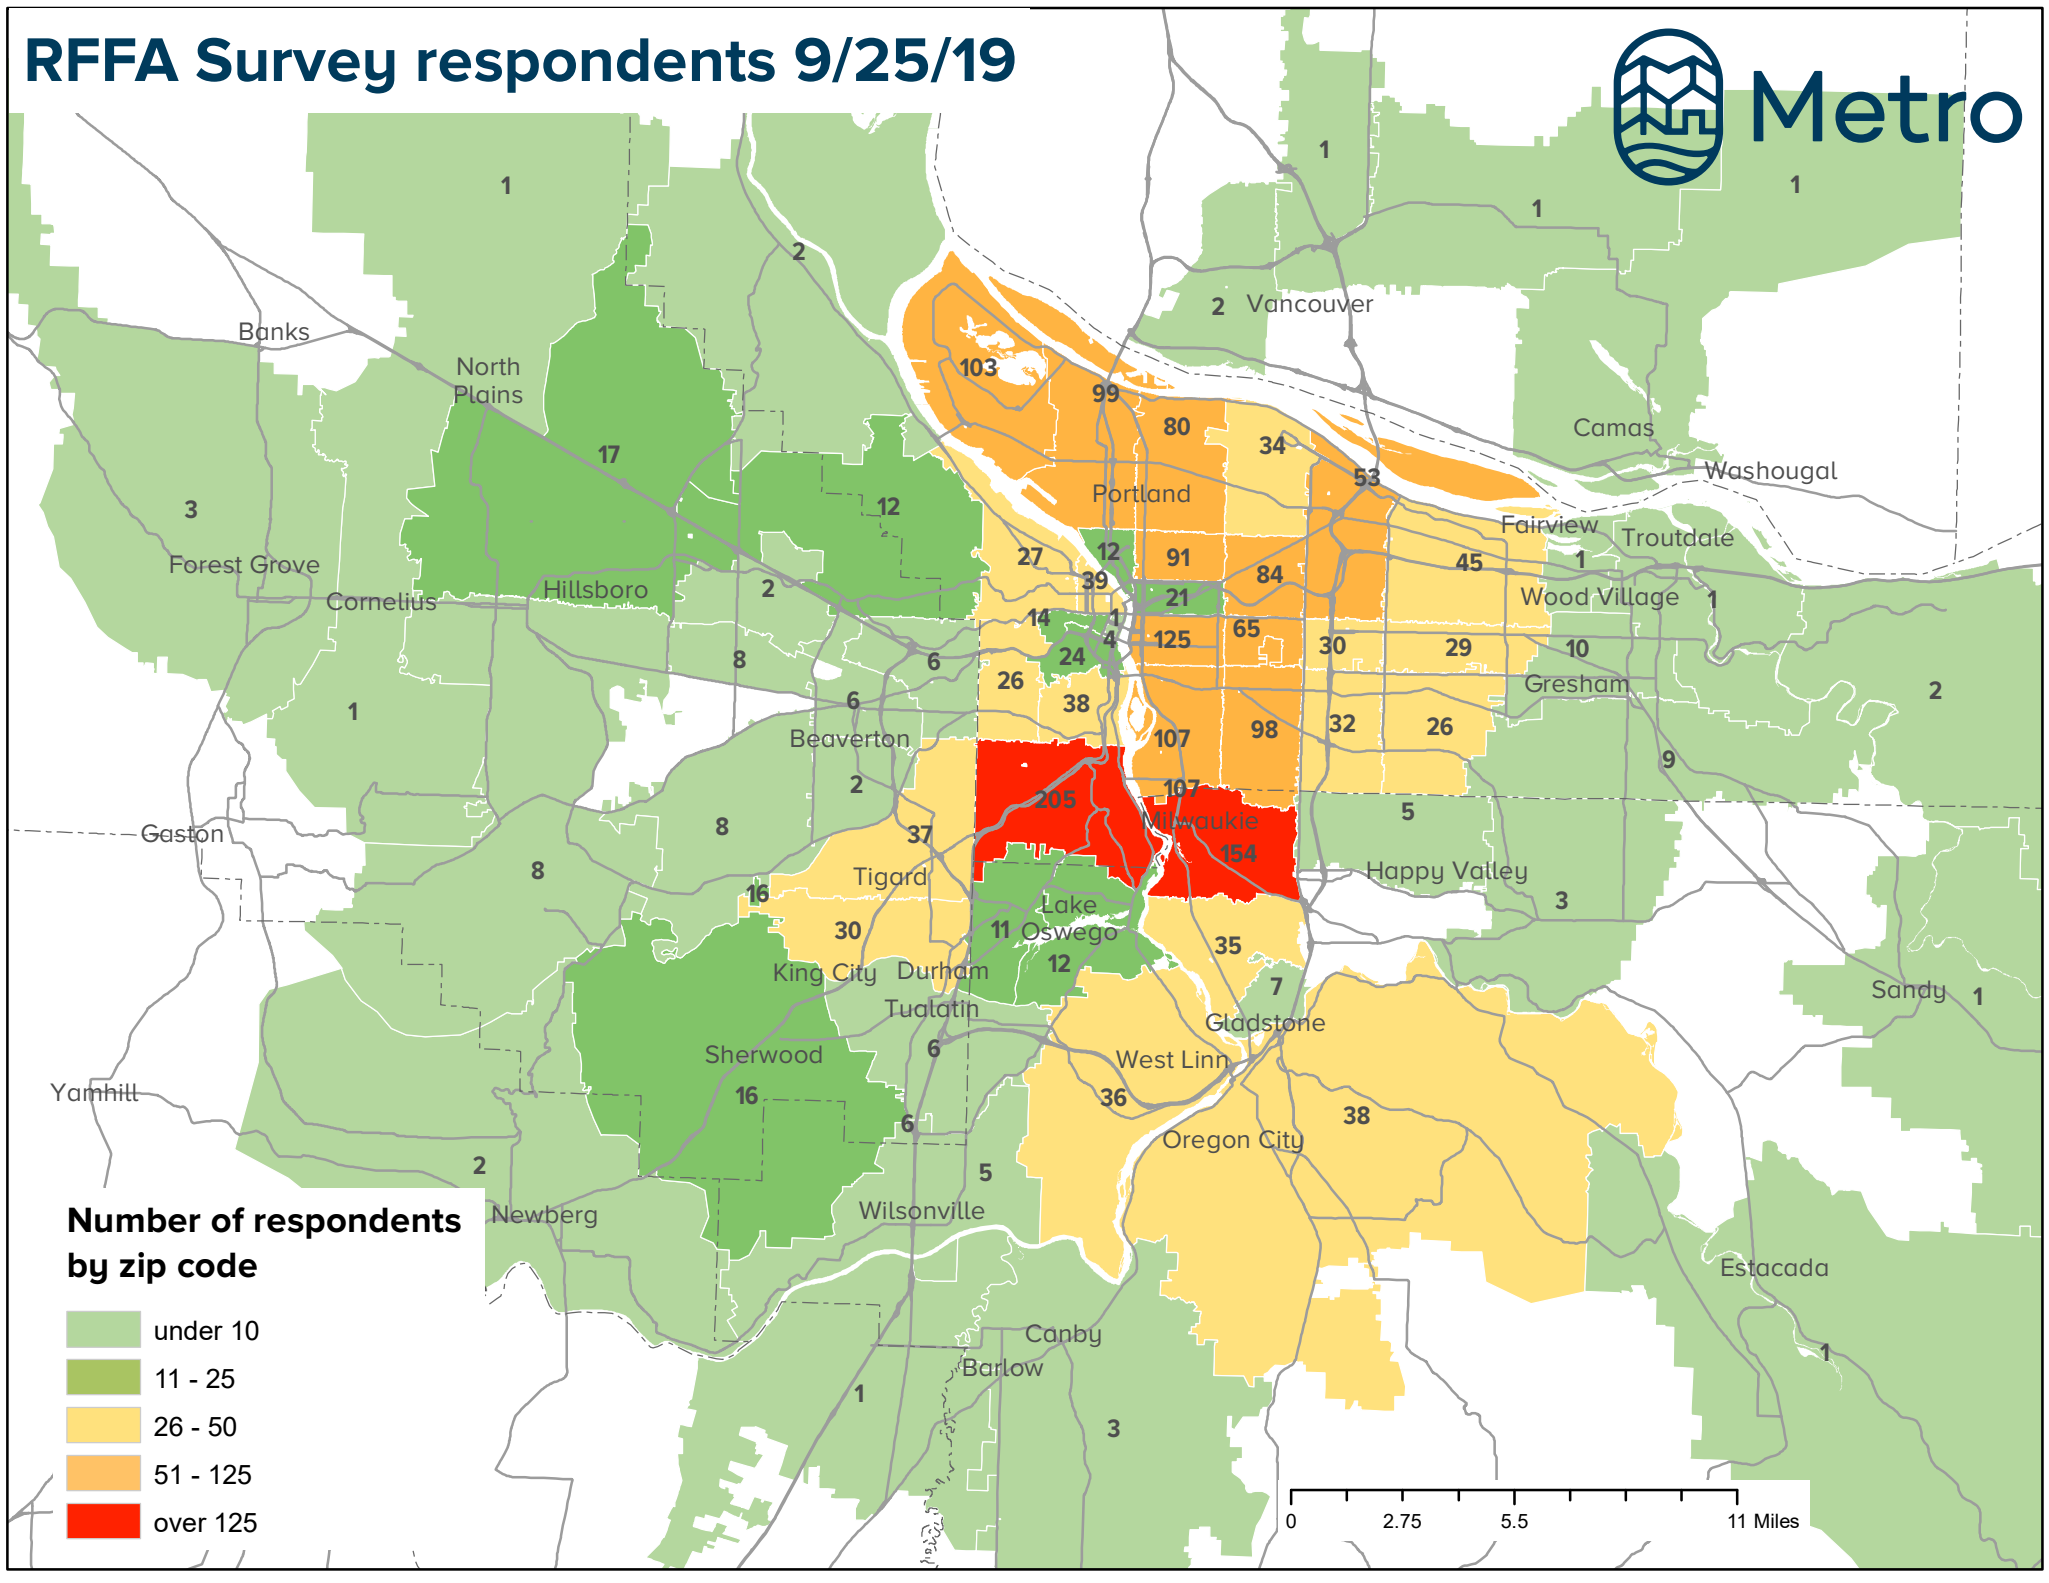 RFFA Survey respondents 9/25/19
Metro
1
1
1
1
2
2
Vancouver
Banks
North
Plains
103
99
80
34
Camas
17
53
Washougal
Portland
3
12
Fairview
Troutdale
27
12
91
45
1
Forest Grove
39
84
2
Hillsboro
21
Wood Village
1
Cornelius
14
1
125
65
4
30
29
10
8
6
24
26
Gresham
2
6
38
1
Beaverton
107
98
32
26
9
2
107
205
5
Gaston
8
37
Milwaukie
154
8
Tigard
Happy Valley
16
3
Lake
11
Oswego
30
35
12
King City
Durham
7
Sandy
1
Tualatin
Gladstone
6
Sherwood
West Linn
Yamhill
16
36
38
6
Oregon City
2
5
Wilsonville
Newberg
Estacada
Canby
1
Barlow
1
3
Number of respondents
by zip code
under 10
11 - 25
26 - 50
51 - 125
over 125
0
2.75
5.5
11 Miles